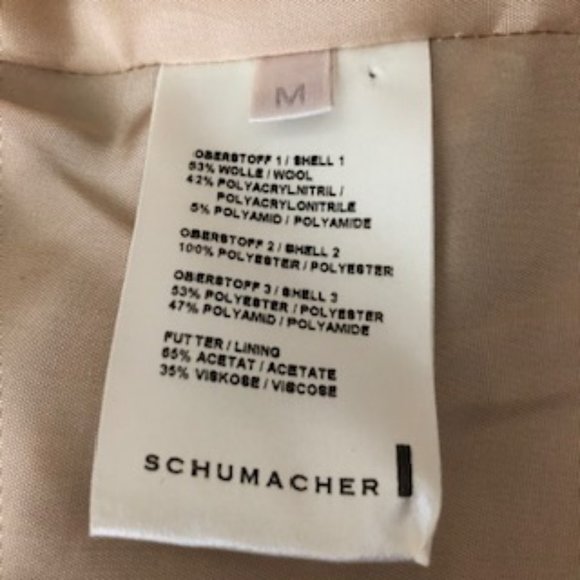 M
OBERSTOFF 1 / SHELL 1
53% WOLLE / WOOL
42% POLYACRYLNITRIL /
POLYACRYLONITRILE
5% POLYAMID / POLYAMIDE
OBERSTOFF 2 / SHELL 2
100% POLYESTER / POLYESTER
OBERSTOFF 3 / SHELL 3
53% POLYESTER / POLYESTER
47% POLYAMID / POLYAMIDE
FUTTER / LINING
65% ACETAT / ACETATE
35% VISKOSE / VISCOSE
SCHUMACHER